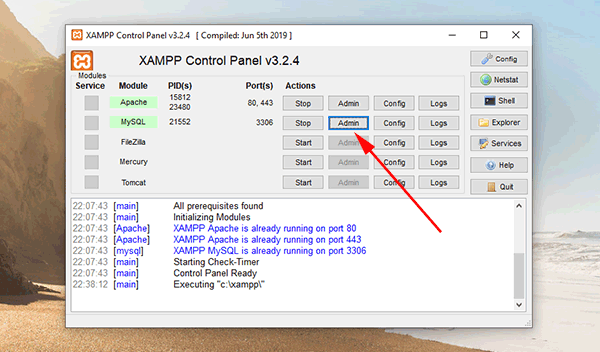 XAMPP Control Panel v3.2.4 [ Compiled: Jun 5th 2019 ]
XAMPP Control Panel v3.2.4
Modules
Service Module PID(s) Port(s) Actions
Apache 15812 23480 80, 443 Stop Admin Config Logs
MySQL 21552 3306 Stop Admin Config Logs
FileZilla Start Admin Config Logs
Mercury Start Admin Config Logs
Tomcat Start Admin Config Logs
Config
Netstat
Shell
Explorer
Services
Help
Quit
22:07:43 [main] All prerequisites found
22:07:43 [main] Initializing Modules
22:07:43 [Apache] XAMPP Apache is already running on port 80
22:07:43 [Apache] XAMPP Apache is already running on port 443
22:07:43 [mysql] XAMPP MySQL is already running on port 3306
22:07:43 [main] Starting Check-Timer
22:07:43 [main] Control Panel Ready
22:38:12 [main] Executing "c:\xampp\"